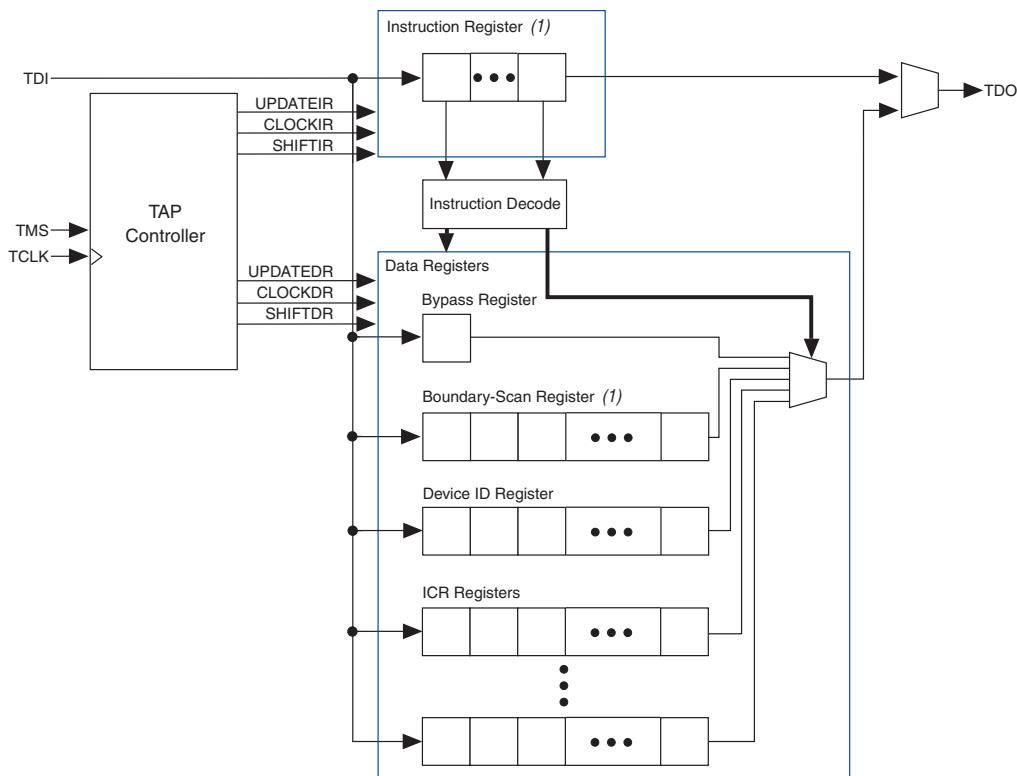 Instruction Register (1)
TDI
TDO
UPDATEIR
CLOCKIR
SHIFTIR
TAP
Controller
TMS
TCLK
Instruction Decode
UPDATEDR
CLOCKDR
SHIFTDR
Data Registers
Bypass Register
Boundary-Scan Register (1)
Device ID Register
ICR Registers